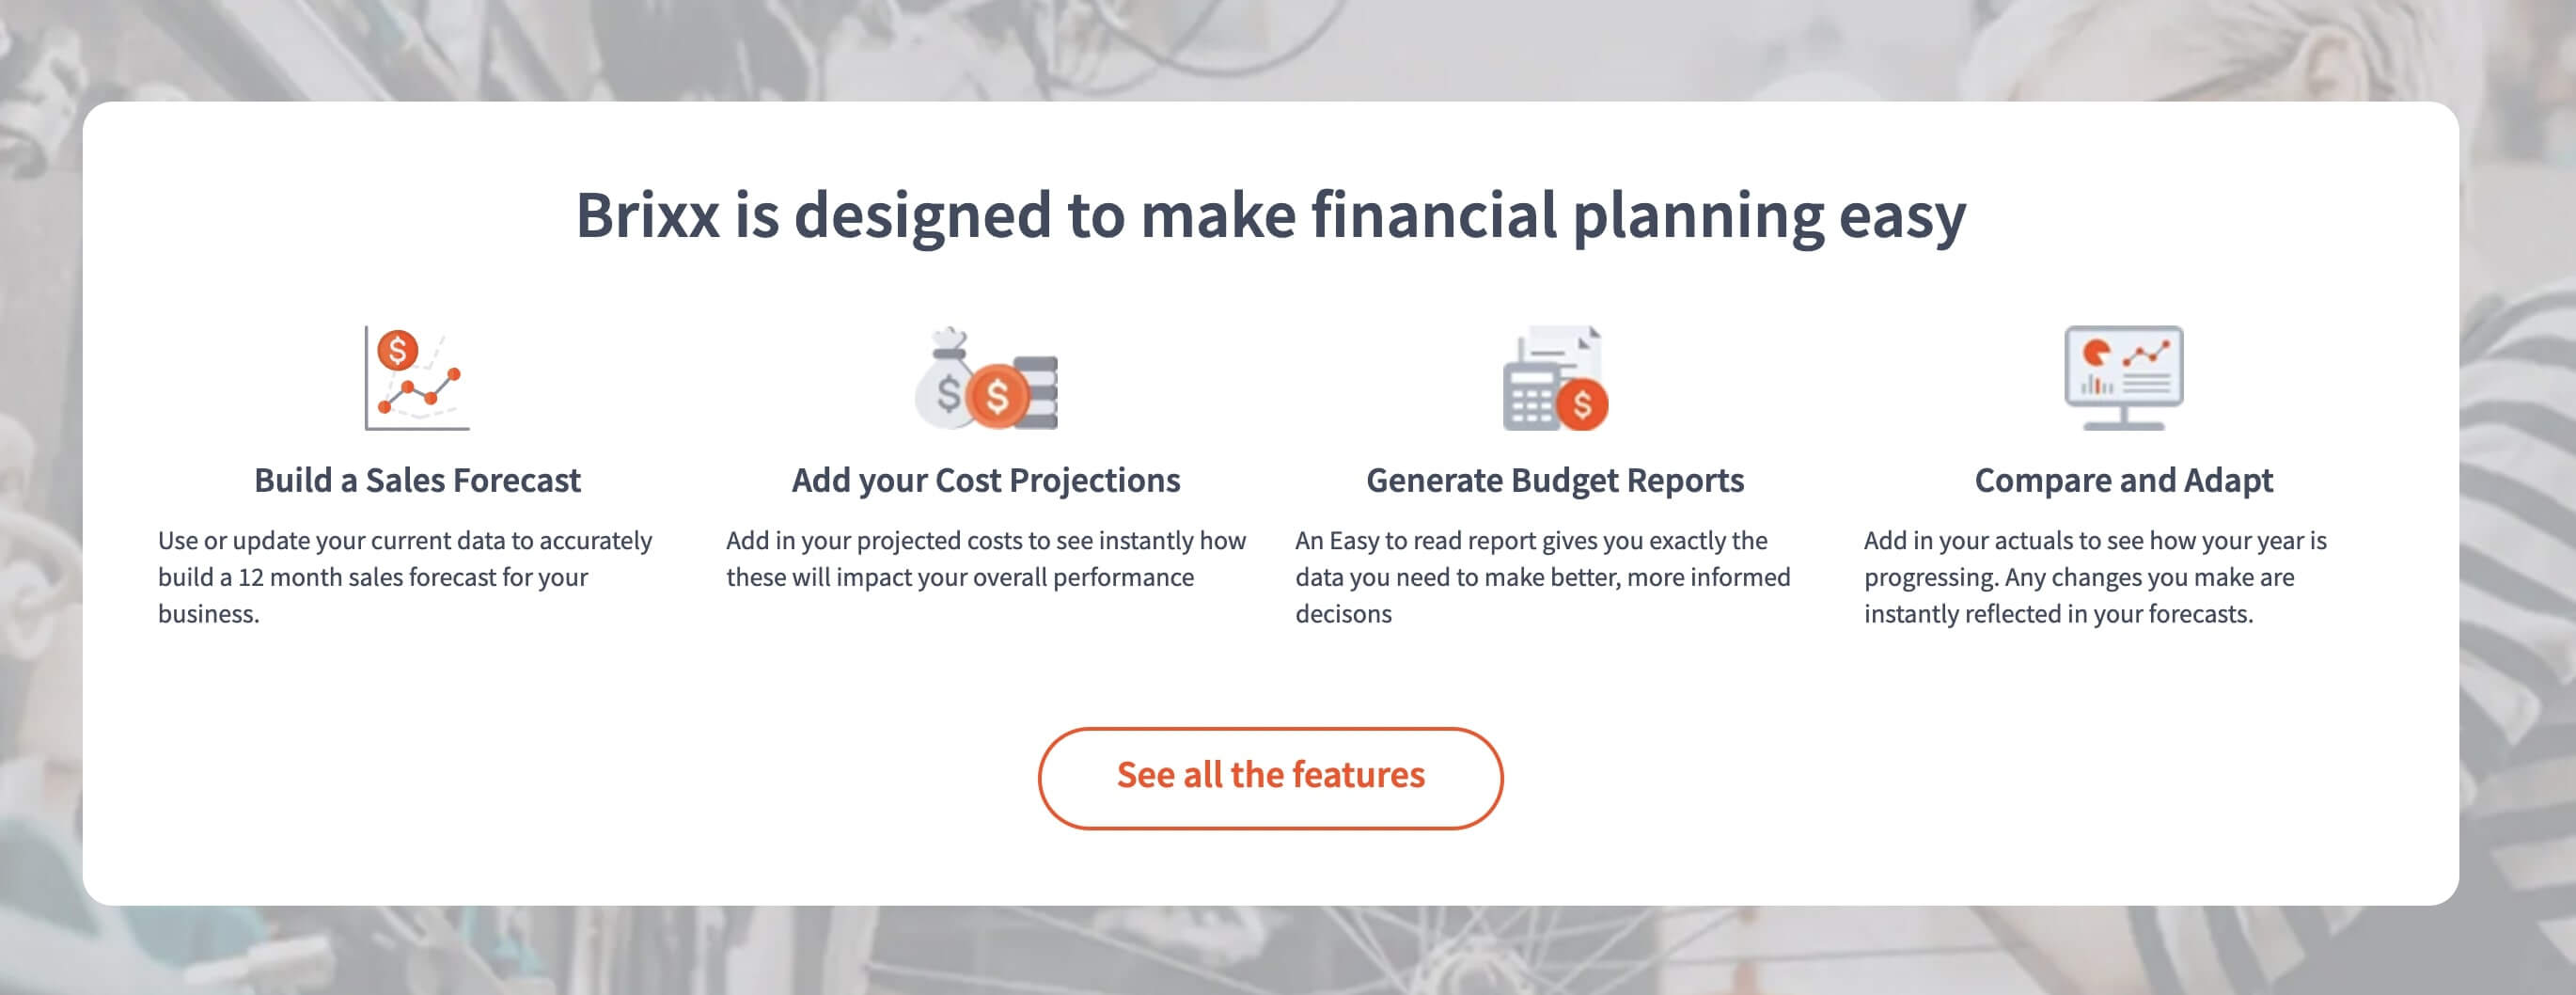 Brixx is designed to make financial planning easy
Build a Sales Forecast
Use or update your current data to accurately
build a 12 month sales forecast for your
business.
Add your Cost Projections
Add in your projected costs to see instantly how
these will impact your overall performance
Generate Budget Reports
An Easy to read report gives you exactly the
data you need to make better, more informed
decisons
Compare and Adapt
Add in your actuals to see how your year is
progressing. Any changes you make are
instantly reflected in your forecasts.
See all the features